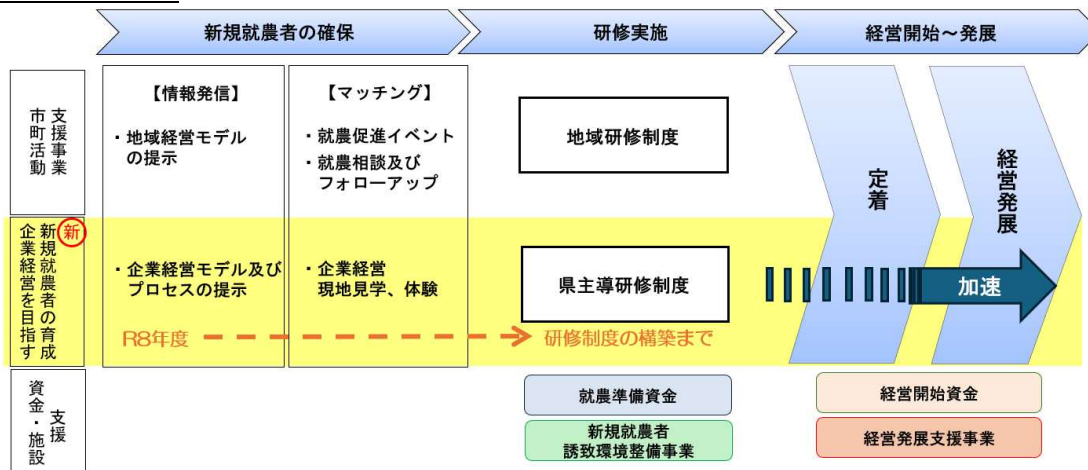 新規就農者の確保
研修実施
経営開始～発展
市町活動
支援事業
【情報発信】
・地域経営モデル
の提示
【マッチング】
・就農促進イベント
・就農相談及び
フォローアップ
地域研修制度
定着
経営発展
企業経営を目指す
新規就農者の育成
新
・企業経営モデル及び
プロセスの提示
・企業経営
現地見学、体験
県主導研修制度
加速
R8年度
研修制度の構築まで
資金・施設
支援
就農準備資金
新規就農者
誘致環境整備事業
経営開始資金
経営発展支援事業